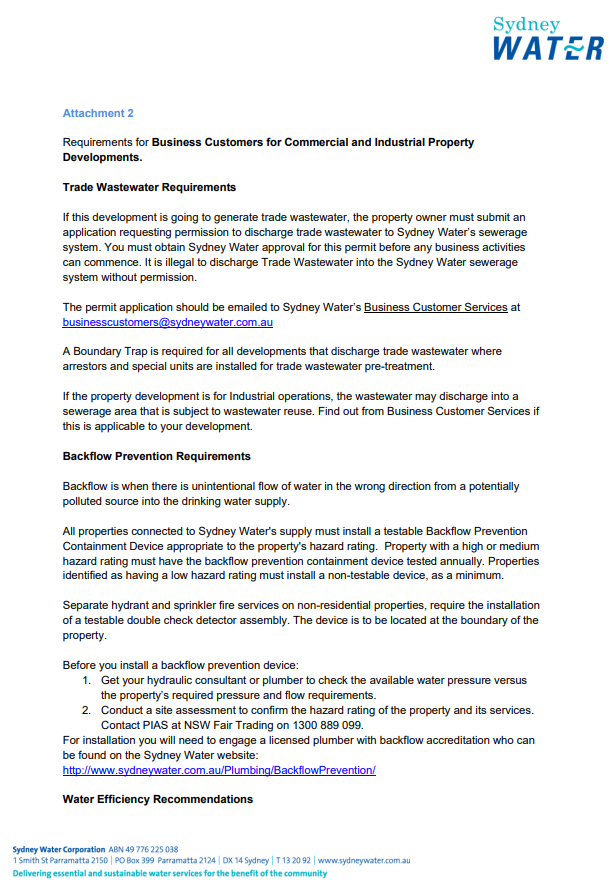 Sydney
WATER
Attachment 2
Requirements for Business Customers for Commercial and Industrial Property
Developments.
Trade Wastewater Requirements
If this development is going to generate trade wastewater, the property owner must submit an
application requesting permission to discharge trade wastewater to Sydney Water's sewerage
system. You must obtain Sydney Water approval for this permit before any business activities
can commence. It is illegal to discharge Trade Wastewater into the Sydney Water sewerage
system without permission.
The permit application should be emailed to Sydney Water's Business Customer Services at
businesscustomers@sydneywater.com.au
A Boundary Trap is required for all developments that discharge trade wastewater where
arrestors and special units are installed for trade wastewater pre-treatment.
If the property development is for Industrial operations, the wastewater may discharge into a
sewerage area that is subject to wastewater reuse. Find out from Business Customer Services if
this is applicable to your development.
Backflow Prevention Requirements
Backflow is when there is unintentional flow of water in the wrong direction from a potentially
polluted source into the drinking water supply.
All properties connected to Sydney Water's supply must install a testable Backflow Prevention
Containment Device appropriate to the property's hazard rating. Property with a high or medium
hazard rating must have the backflow prevention containment device tested annually. Properties
identified as having a low hazard rating must install a non-testable device, as a minimum.
Separate hydrant and sprinkler fire services on non-residential properties, require the installation
of a testable double check detector assembly. The device is to be located at the boundary of the
property.
Before you install a backflow prevention device:
1. Get your hydraulic consultant or plumber to check the available water pressure versus
the property's required pressure and flow requirements.
2. Conduct a site assessment to confirm the hazard rating of the property and its services.
Contact PIAS at NSW Fair Trading on 1300 889 099.
For installation you will need to engage a licensed plumber with backflow accreditation who can
be found on the Sydney Water website:
http://www.sydneywater.com.au/Plumbing/BackflowPrevention/
Water Efficiency Recommendations
Sydney Water Corporation ABN 49 776 225 038
1 Smith St Parramatta 2150 | PO Box 399 Parramatta 2124 | DX 14 Sydney | T 13 20 92 | www.sydneywater.com.au
Delivering essential and sustainable water services for the benefit of the community